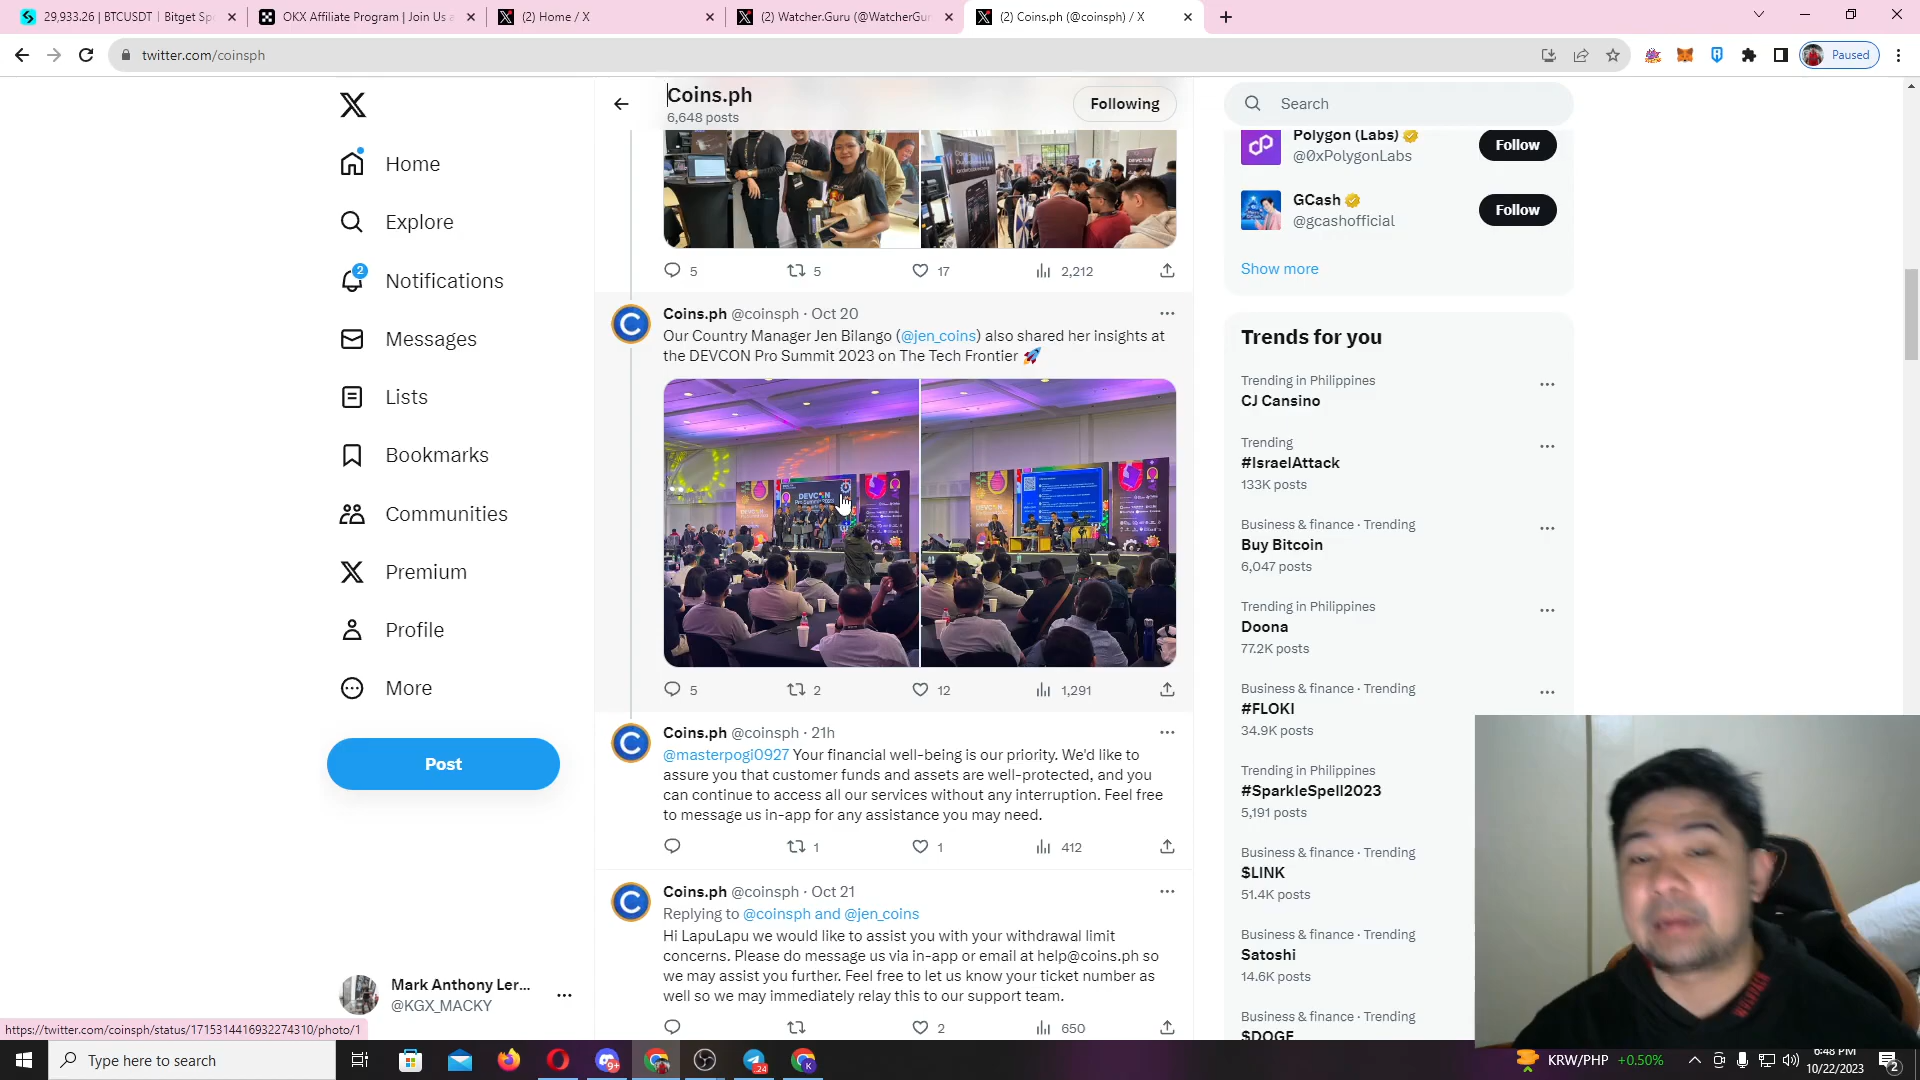 29,933.26 | BTCUSDT | Bitget Sp
OKX Affiliate Program | Join Us a
(2) Home / X
(2) Watcher.Guru (@WatcherGur
(2) Coins.ph (@coinsph) / X
twitter.com/coinsph
Paused
Home
Explore
2
Notifications
Messages
Lists
Bookmarks
Communities
Premium
Profile
More
Post
Mark Anthony Ler...
@KGX_MACKY
Coins.ph
6,648 posts
Following
5 5 17 2,212
Coins.ph @coinsph · Oct 20
Our Country Manager Jen Bilango (@jen_coins) also shared her insights at
the DEVCON Pro Summit 2023 on The Tech Frontier 🚀
DEVCON
Pro Summit 2023
5 2 12 1,291
Coins.ph @coinsph · 21h
@masterpogi0927 Your financial well-being is our priority. We'd like to
assure you that customer funds and assets are well-protected, and you
can continue to access all our services without any interruption. Feel free
to message us in-app for any assistance you may need.
1 1 412
Coins.ph @coinsph · Oct 21
Replying to @coinsph and @jen_coins
Hi LapuLapu we would like to assist you with your withdrawal limit
concerns. Please do message us via in-app or email at help@coins.ph so
we may assist you further. Feel free to let us know your ticket number as
well so we may immediately relay this to our support team.
2 650
Search
Polygon (Labs)
@0xPolygonLabs
Follow
GCash
@gcashofficial
Follow
Show more
Trends for you
Trending in Philippines
CJ Cansino
Trending
#IsraelAttack
133K posts
Business & finance · Trending
Buy Bitcoin
6,047 posts
Trending in Philippines
Doona
77.2K posts
Business & finance · Trending
#FLOKI
34.9K posts
Trending in Philippines
#SparkleSpell2023
5,191 posts
Business & finance · Trending
$LINK
51.4K posts
Business & finance · Trending
Satoshi
14.6K posts
Business & finance · Trending
$DOGE
https://twitter.com/coinsph/status/1715314416932274310/photo/1
Type here to search
9+
24
K
KRW/PHP +0.50%
6:48 PM
10/22/2023
2